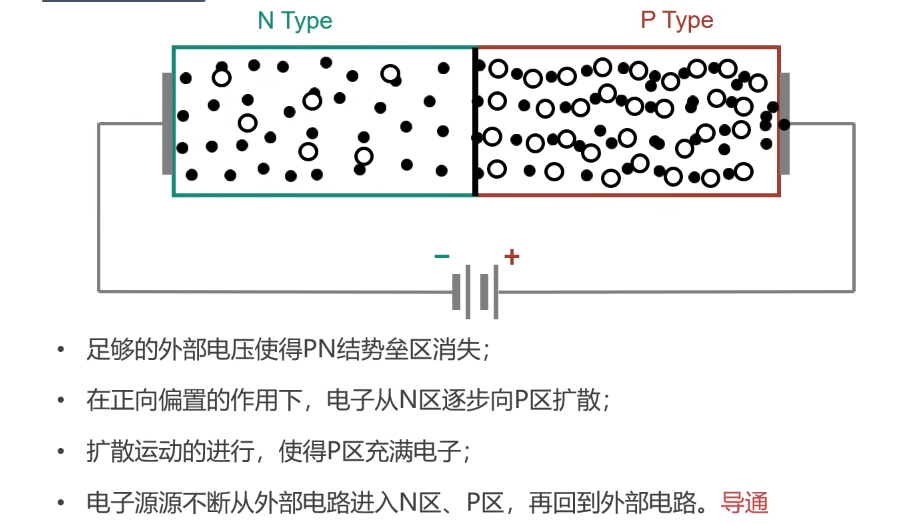 N Type P Type
− +
• 足够的外部电压使得PN结势垒区消失；
• 在正向偏置的作用下，电子从N区逐步向P区扩散；
• 扩散运动的进行，使得P区充满电子；
• 电子源源不断从外部电路进入N区、P区，再回到外部电路。导通